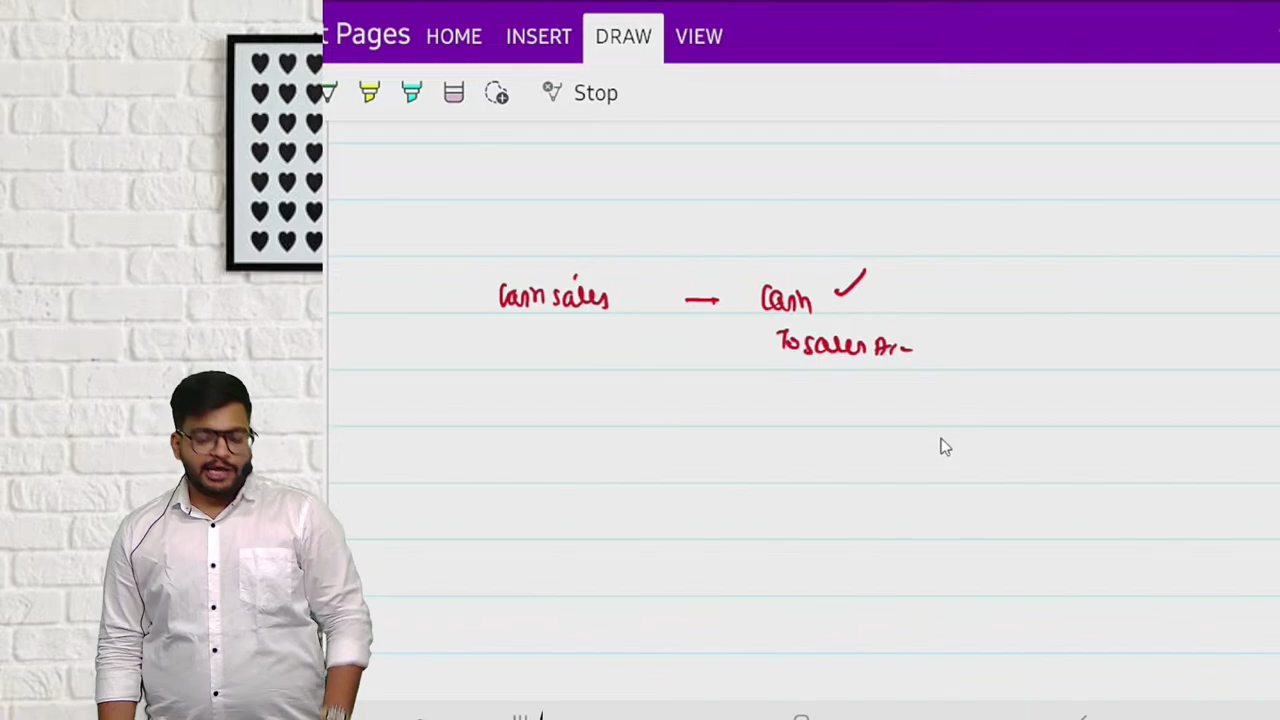 t Pages HOME INSERT DRAW VIEW
Stop
Cash sales — Cash ✓
To sales A/c